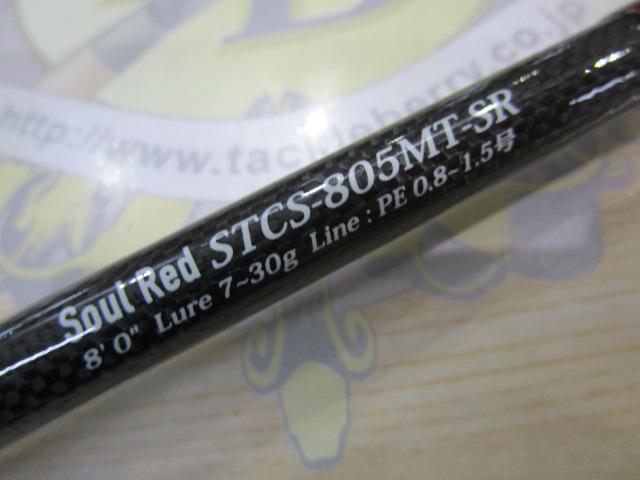 http://www.tackleberry.co.jp
Soul Red STCS-805MT-SR
8' 0" Lure 7~30g Line : PE 0.8~1.5号